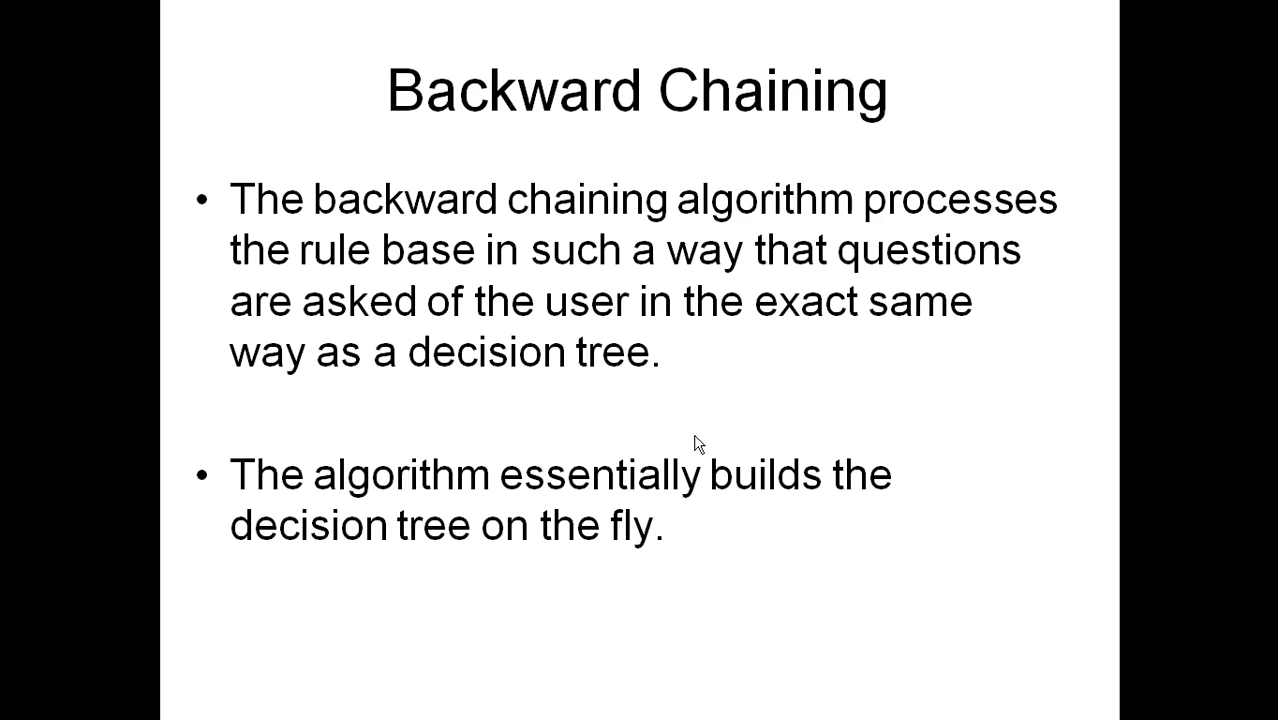 Backward Chaining
• The backward chaining algorithm processes
the rule base in such a way that questions
are asked of the user in the exact same
way as a decision tree.
• The algorithm essentially builds the
decision tree on the fly.